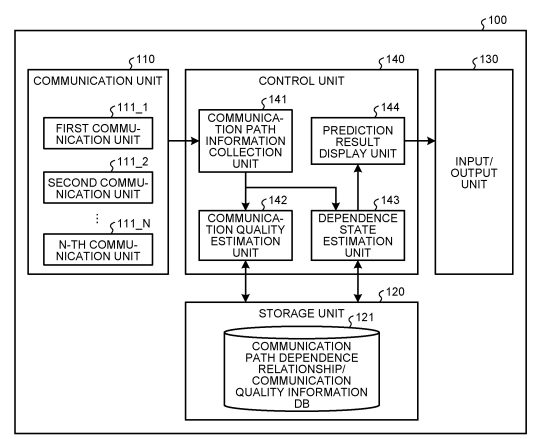 100
110
COMMUNICATION UNIT
111_1
FIRST COMMU-
NICATION UNIT
111_2
SECOND COMMU-
NICATION UNIT
⋮
111_N
N-TH COMMU-
NICATION UNIT
140
CONTROL UNIT
141
COMMUNICA-
TION PATH
INFORMATION
COLLECTION
UNIT
144
PREDICTION
RESULT
DISPLAY UNIT
142
COMMUNICA-
TION QUALITY
ESTIMATION
UNIT
143
DEPENDENCE
STATE
ESTIMATION
UNIT
130
INPUT/
OUTPUT
UNIT
120
STORAGE UNIT
121
COMMUNICATION
PATH DEPENDENCE
RELATIONSHIP/
COMMUNICATION
QUALITY INFORMATION
DB